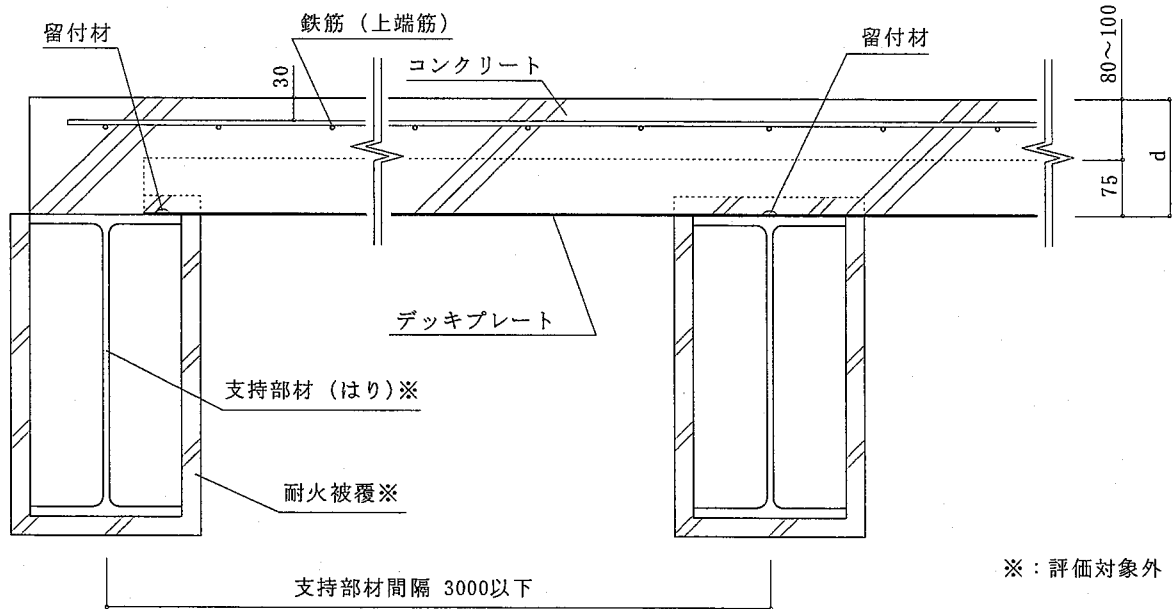 留付材
鉄筋（上端筋）
コンクリート
留付材
30
80～100
75
d
デッキプレート
支持部材（はり）※
耐火被覆※
支持部材間隔 3000以下
※：評価対象外